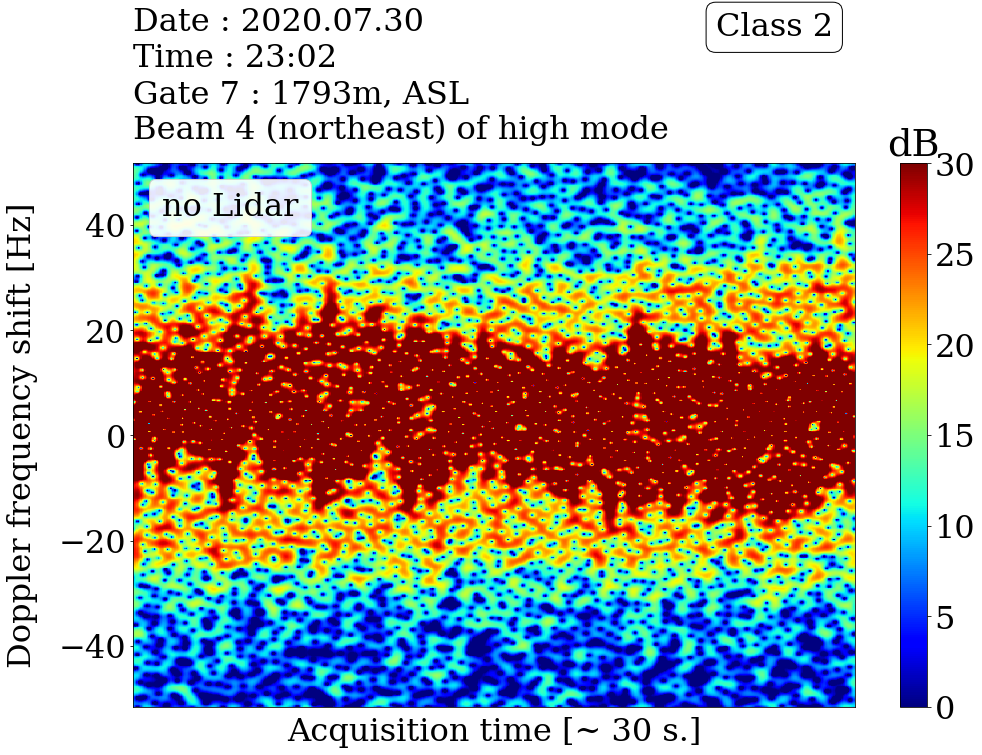 Date : 2020.07.30
Time : 23:02
Gate 7 : 1793m, ASL
Beam 4 (northeast) of high mode
Class 2
dB
no Lidar
Doppler frequency shift [Hz]
40
20
0
−20
−40
30
25
20
15
10
5
0
Acquisition time [~ 30 s.]